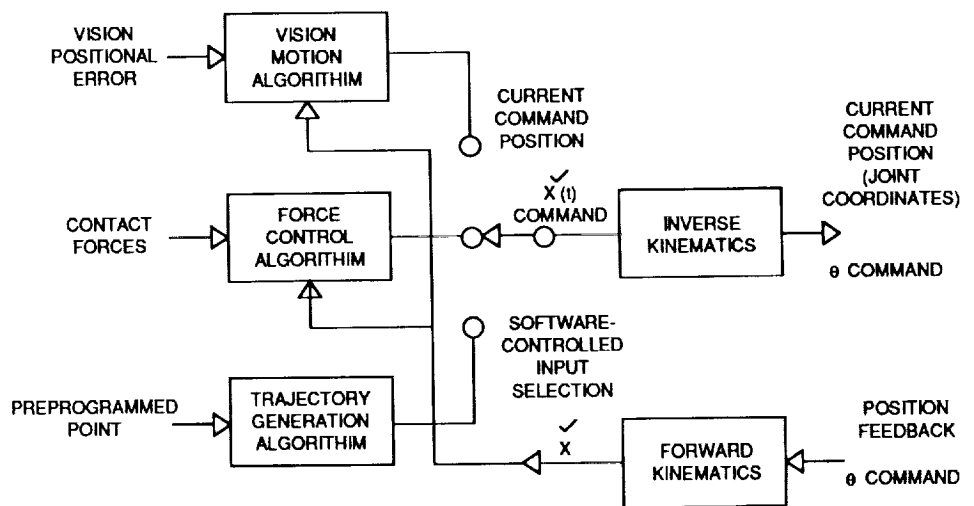 VISION
POSITIONAL
ERROR
VISION
MOTION
ALGORITHIM
CURRENT
COMMAND
POSITION
CURRENT
COMMAND
POSITION
(JOINT
COORDINATES)
CONTACT
FORCES
FORCE
CONTROL
ALGORITHIM
X (t)
COMMAND
INVERSE
KINEMATICS
θ COMMAND
SOFTWARE-
CONTROLLED
INPUT
SELECTION
PREPROGRAMMED
POINT
TRAJECTORY
GENERATION
ALGORITHIM
X
FORWARD
KINEMATICS
POSITION
FEEDBACK
θ COMMAND